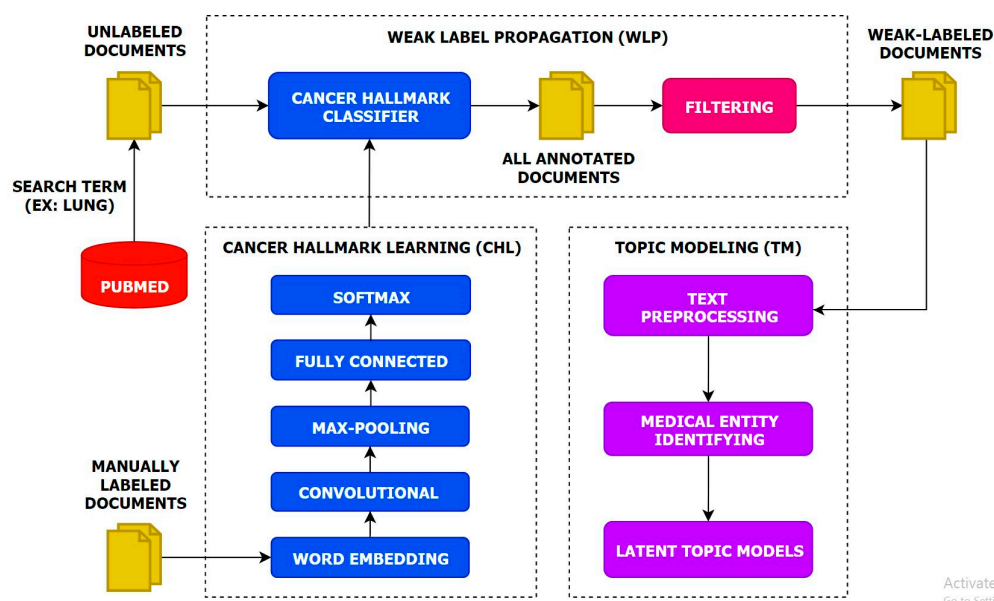 UNLABELED
DOCUMENTS
WEAK LABEL PROPAGATION (WLP)
WEAK-LABELED
DOCUMENTS
CANCER HALLMARK
CLASSIFIER
FILTERING
ALL ANNOTATED
DOCUMENTS
SEARCH TERM
(EX: LUNG)
PUBMED
CANCER HALLMARK LEARNING (CHL)
SOFTMAX
FULLY CONNECTED
MAX-POOLING
CONVOLUTIONAL
WORD EMBEDDING
MANUALLY
LABELED
DOCUMENTS
TOPIC MODELING (TM)
TEXT
PREPROCESSING
MEDICAL ENTITY
IDENTIFYING
LATENT TOPIC MODELS
Activate